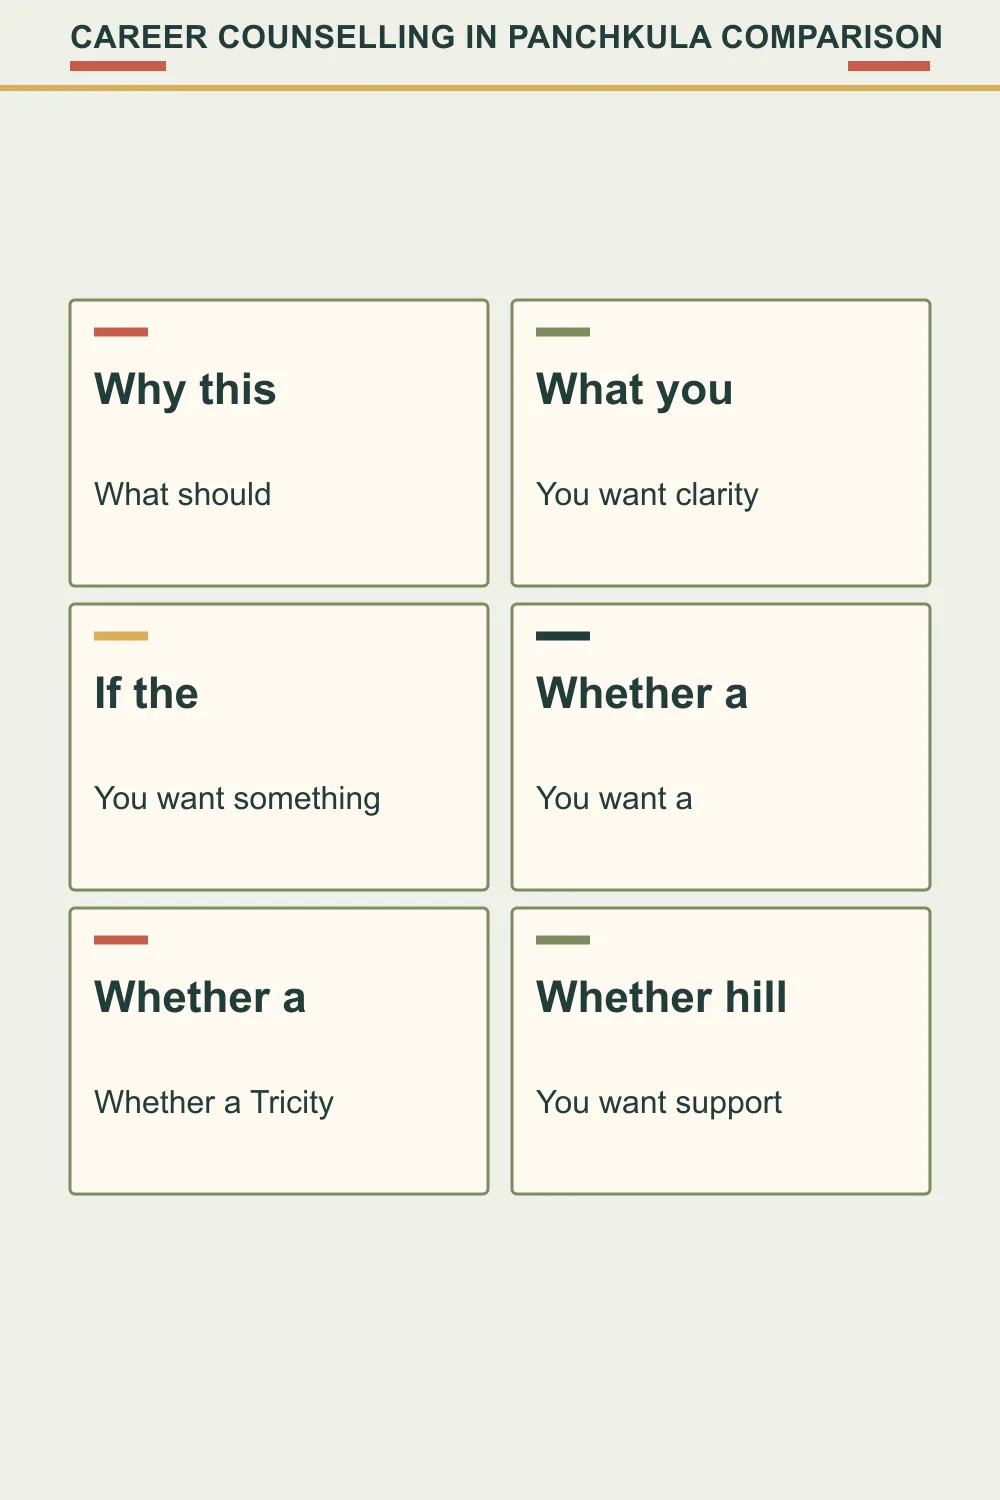 CAREER COUNSELLING IN PANCHKULA COMPARISON
Why this
What should
What you
You want clarity
If the
You want something
Whether a
You want a
Whether a
Whether a Tricity
Whether hill
You want support